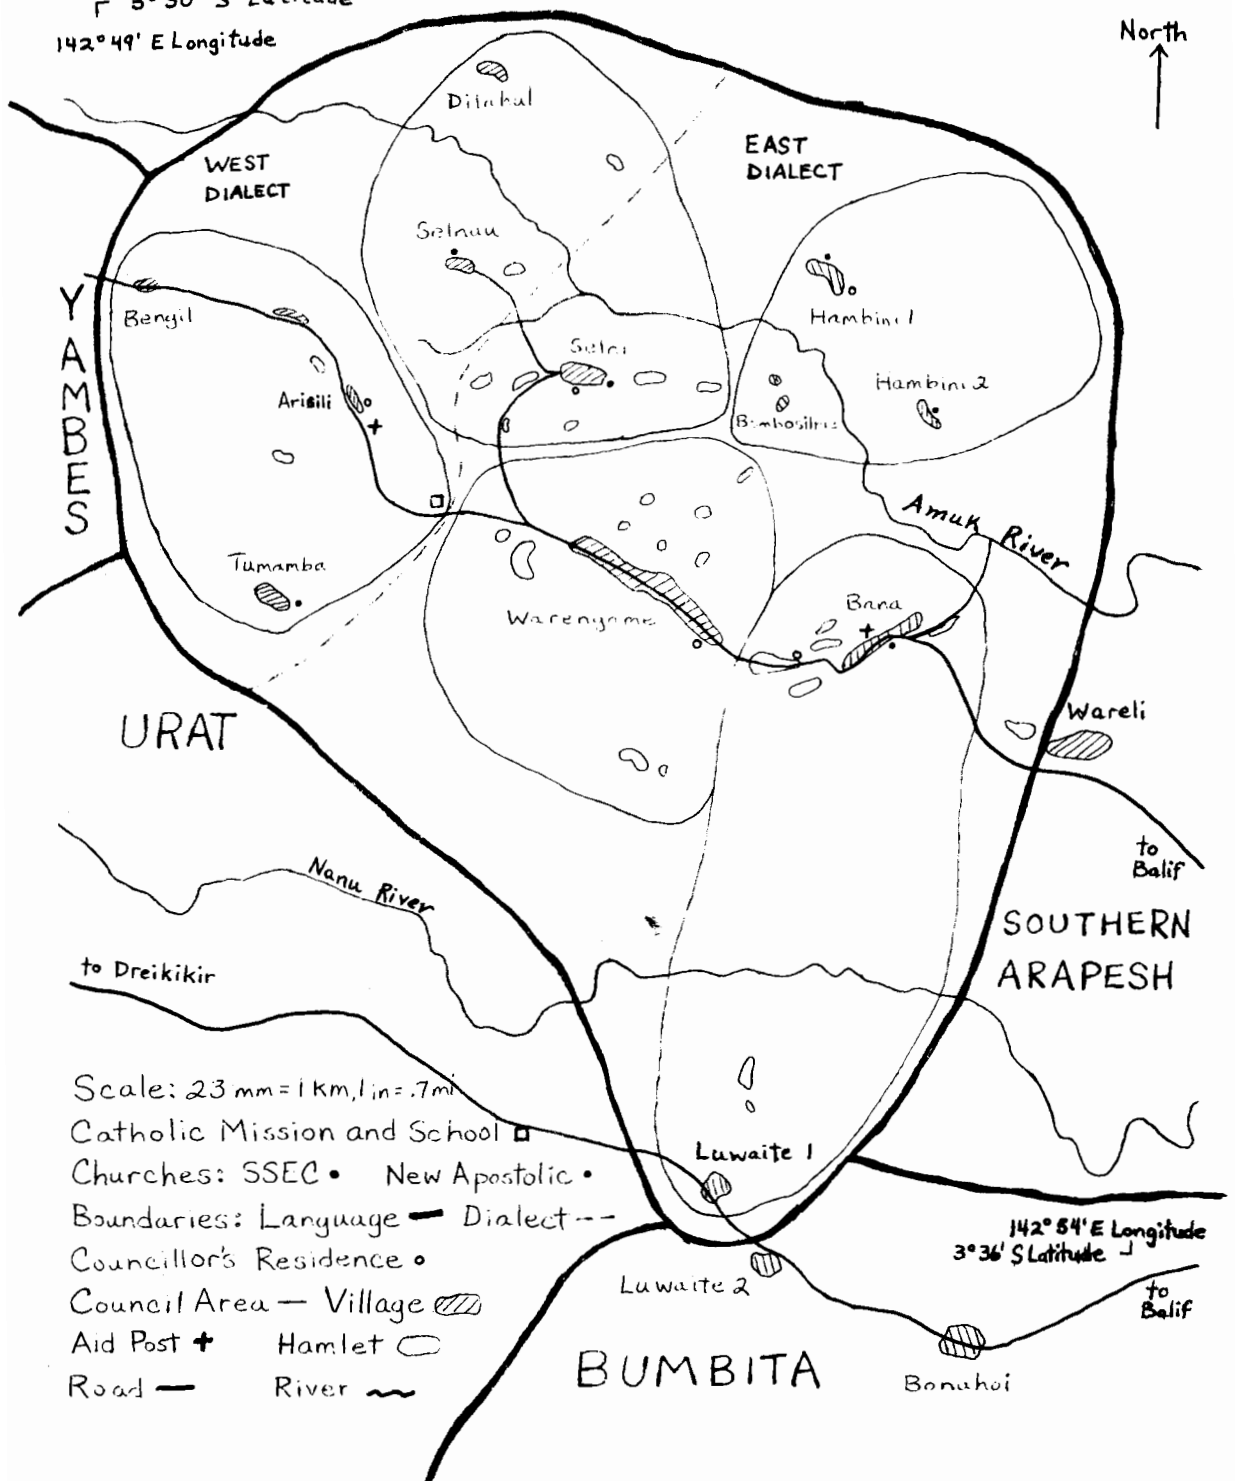 142° 49' E Longitude
North
WEST
DIALECT
EAST
DIALECT
Selnau
Bengil
Hambini 1
Hambini 2
Arisili
YAMBES
Amuk River
Tumamba
Bana
URAT
Wareli
to
Balif
Nanu River
SOUTHERN
ARAPESH
to Dreikikir
Scale: 23 mm = 1 km, 1 in = .7 mi
Catholic Mission and School
Churches: SSEC • New Apostolic •
Boundaries: Language — Dialect ---
Councillor's Residence
Council Area — Village
Aid Post + Hamlet
Road — River
Luwaite 1
142° 54' E Longitude
3° 36' S Latitude
Luwaite 2
to
Balif
BUMBITA
Bonahoi